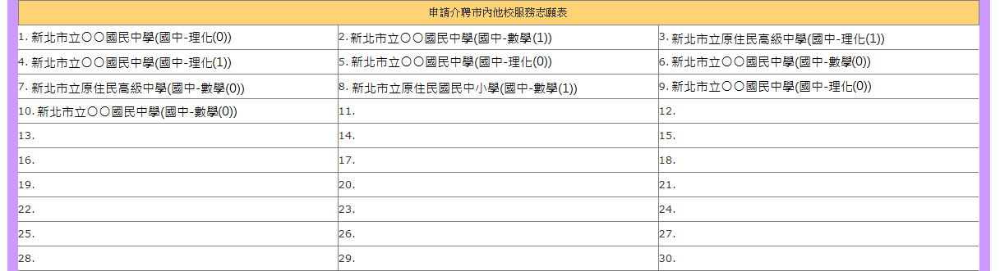 申請介聘市內他校服務志願表
1. 新北市立〇〇國民中學(國中-理化(0))
2. 新北市立〇〇國民中學(國中-數學(1))
3. 新北市立原住民高級中學(國中-理化(1))
4. 新北市立〇〇國民中學(國中-理化(1))
5. 新北市立〇〇國民中學(國中-理化(0))
6. 新北市立〇〇國民中學(國中-數學(0))
7. 新北市立原住民高級中學(國中-數學(0))
8. 新北市立原住民國民中小學(國中-數學(1))
9. 新北市立〇〇國民中學(國中-理化(0))
10. 新北市立〇〇國民中學(國中-數學(0))
11.
12.
13.
14.
15.
16.
17.
18.
19.
20.
21.
22.
23.
24.
25.
26.
27.
28.
29.
30.